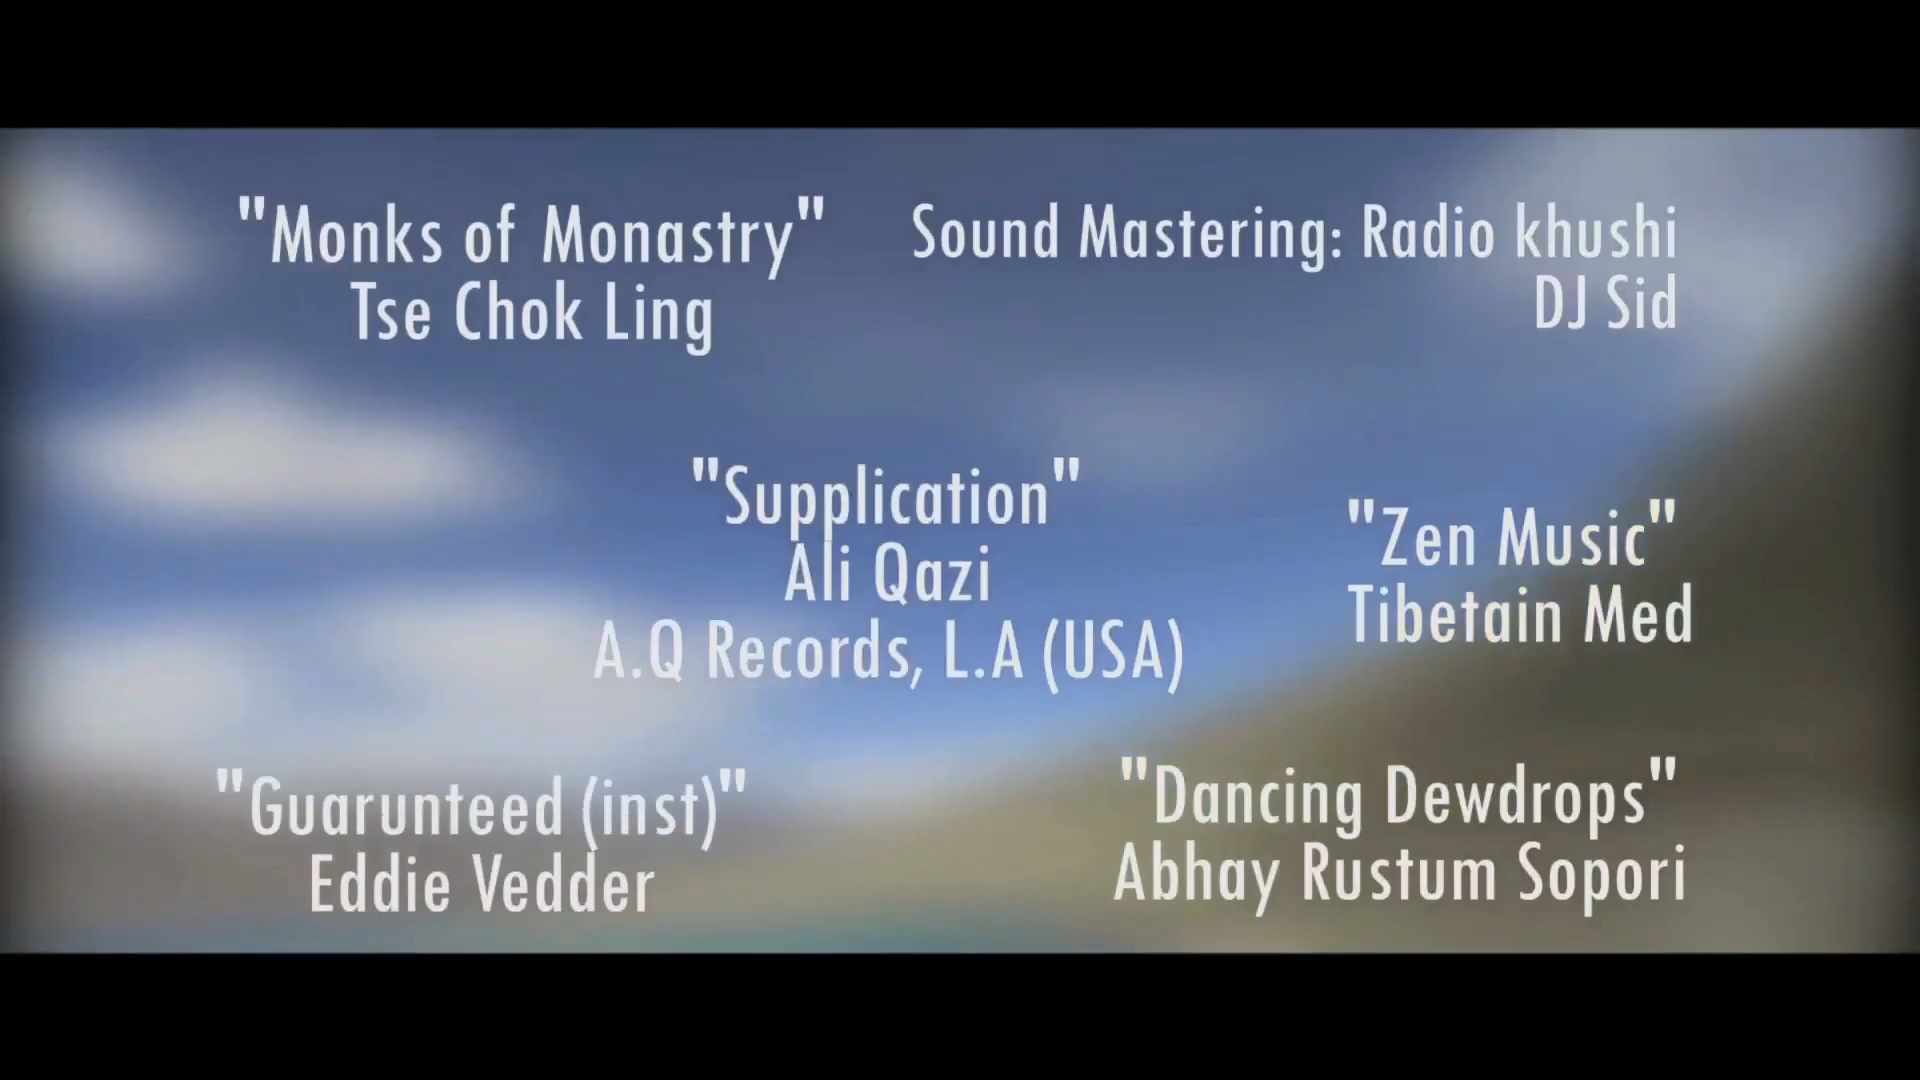 "Monks of Monastry"
Tse Chok Ling
Sound Mastering: Radio khushi
DJ Sid
"Supplication"
Ali Qazi
A.Q Records, L.A (USA)
"Zen Music"
Tibetain Med
"Guarunteed (inst)"
Eddie Vedder
"Dancing Dewdrops"
Abhay Rustum Sopori